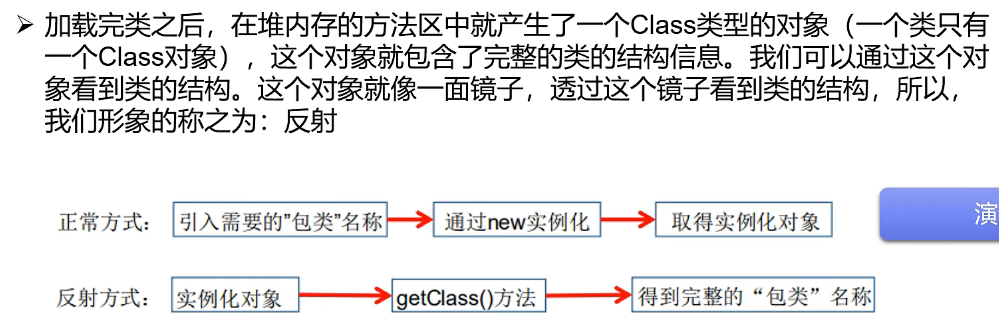 ➢ 加载完类之后，在堆内存的方法区中就产生了一个Class类型的对象（一个类只有
一个Class对象），这个对象就包含了完整的类的结构信息。我们可以通过这个对
象看到类的结构。这个对象就像一面镜子，透过这个镜子看到类的结构，所以，
我们形象的称之为：反射
正常方式： 引入需要的”包类”名称 通过new实例化 取得实例化对象
演
反射方式： 实例化对象 getClass()方法 得到完整的“包类”名称